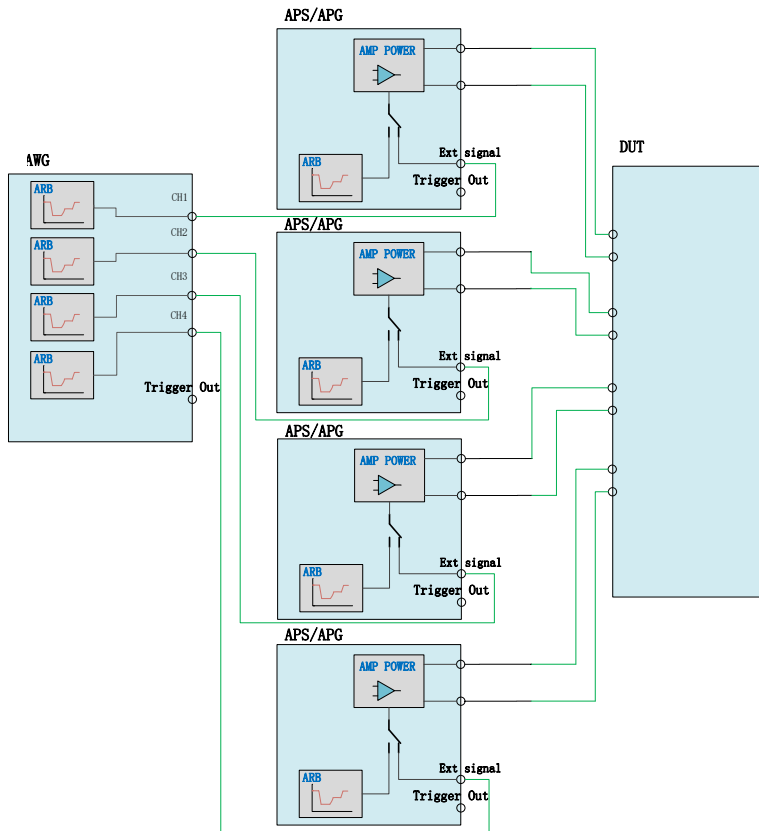 APS/APG
AMP POWER
ARB
Ext signal
Trigger Out
AWG
ARB
CH1
CH2
ARB
CH3
ARB
CH4
ARB
Trigger Out
DUT
APS/APG
AMP POWER
ARB
Ext signal
Trigger Out
APS/APG
AMP POWER
ARB
Ext signal
Trigger Out
APS/APG
AMP POWER
ARB
Ext signal
Trigger Out